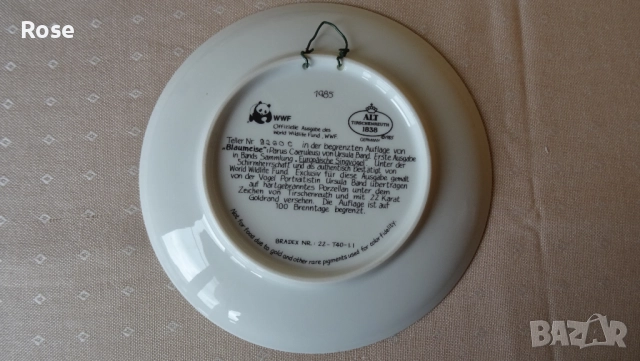 Rose
1985
WWF
Offizielle Ausgabe des
World Wildlife Fund, WWF
ALT
TIRSCHENREUTH
1838
GERMANY
Teller Nr. in der begrenzten Auflage von
"Blaumeise" (Parus Caeruleus) von Ursula Band. Erste Ausgabe
in Bands Sammlung „Europäische Singvögel". Unter der
Schirmherrschaft und als authentisch bestätigt von
World Wildlife Fund. Exklusiv für diese Ausgabe gemalt
von der Vogel Portraitistin Ursula Band übertragen
auf hartgebranntes Porzellan unter dem
Zeichen von Tirschenreuth und mit 22 Karat
Goldrand versehen. Die Auflage ist auf
100 Brenntage begrenzt.
BRADEX NR. - 22 - T40-1.1
Not for food due to gold and other rare pigments used for color fidelity
BAZAR